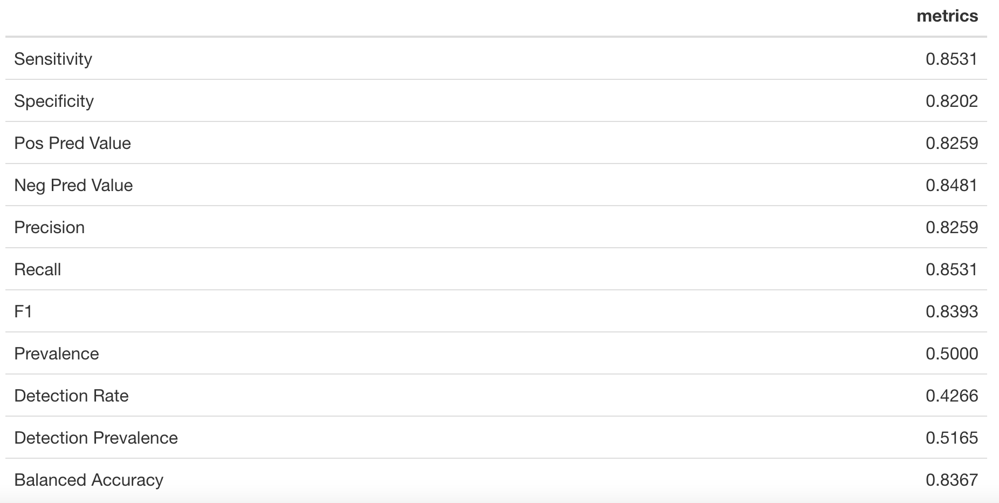 metrics
Sensitivity 0.8531
Specificity 0.8202
Pos Pred Value 0.8259
Neg Pred Value 0.8481
Precision 0.8259
Recall 0.8531
F1 0.8393
Prevalence 0.5000
Detection Rate 0.4266
Detection Prevalence 0.5165
Balanced Accuracy 0.8367